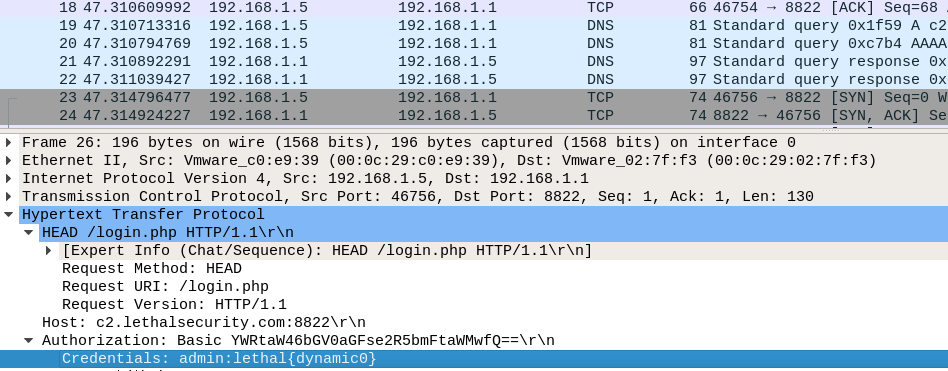 18 47.310609992 192.168.1.5 192.168.1.1 TCP 66 46754 → 8822 [ACK] Seq=68
19 47.310713316 192.168.1.5 192.168.1.1 DNS 81 Standard query 0x1f59 A c2
20 47.310794769 192.168.1.5 192.168.1.1 DNS 81 Standard query 0xc7b4 AAAA
21 47.310892291 192.168.1.1 192.168.1.5 DNS 97 Standard query response 0x
22 47.311039427 192.168.1.1 192.168.1.5 DNS 97 Standard query response 0x
23 47.314796477 192.168.1.5 192.168.1.1 TCP 74 46756 → 8822 [SYN] Seq=0 W
24 47.314924227 192.168.1.1 192.168.1.5 TCP 74 8822 → 46756 [SYN, ACK] Se
Frame 26: 196 bytes on wire (1568 bits), 196 bytes captured (1568 bits) on interface 0
Ethernet II, Src: Vmware_c0:e9:39 (00:0c:29:c0:e9:39), Dst: Vmware_02:7f:f3 (00:0c:29:02:7f:f3)
Internet Protocol Version 4, Src: 192.168.1.5, Dst: 192.168.1.1
Transmission Control Protocol, Src Port: 46756, Dst Port: 8822, Seq: 1, Ack: 1, Len: 130
Hypertext Transfer Protocol
HEAD /login.php HTTP/1.1\r\n
[Expert Info (Chat/Sequence): HEAD /login.php HTTP/1.1\r\n]
Request Method: HEAD
Request URI: /login.php
Request Version: HTTP/1.1
Host: c2.lethalsecurity.com:8822\r\n
Authorization: Basic YWRtaW46bGV0aGFse2R5bmFtaWMwfQ==\r\n
Credentials: admin:lethal{dynamic0}